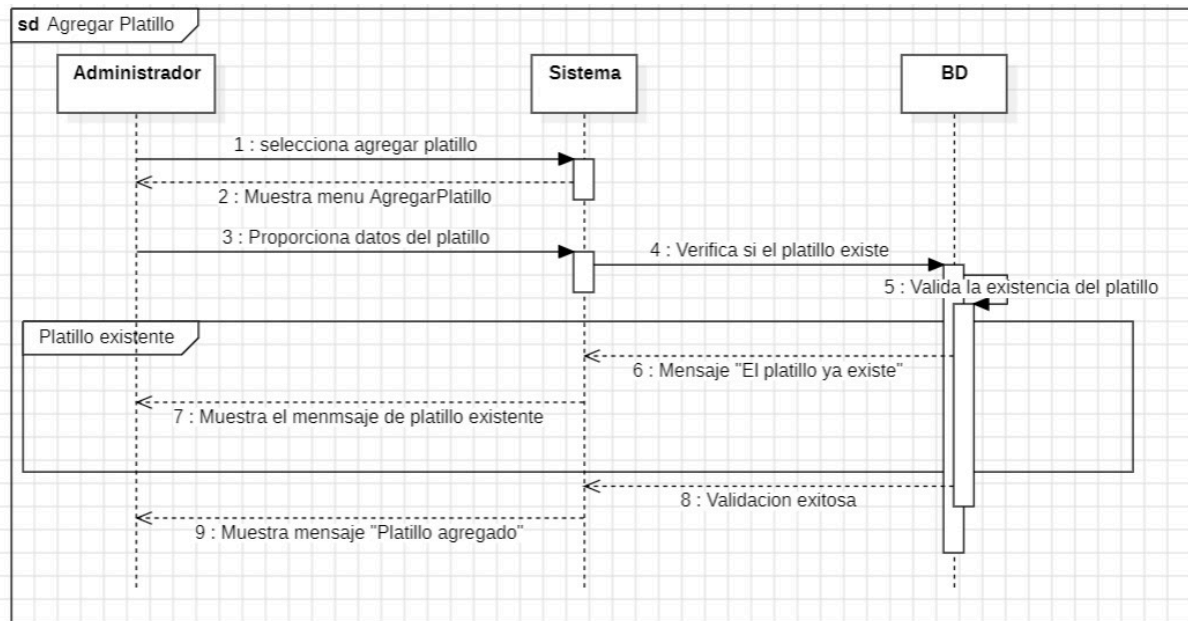 sd Agregar Platillo
Administrador
Sistema
BD
1 : selecciona agregar platillo
2 : Muestra menu AgregarPlatillo
3 : Proporciona datos del platillo
4 : Verifica si el platillo existe
5 : Valida la existencia del platillo
Platillo existente
6 : Mensaje "El platillo ya existe"
7 : Muestra el menmsaje de platillo existente
8 : Validacion exitosa
9 : Muestra mensaje "Platillo agregado"